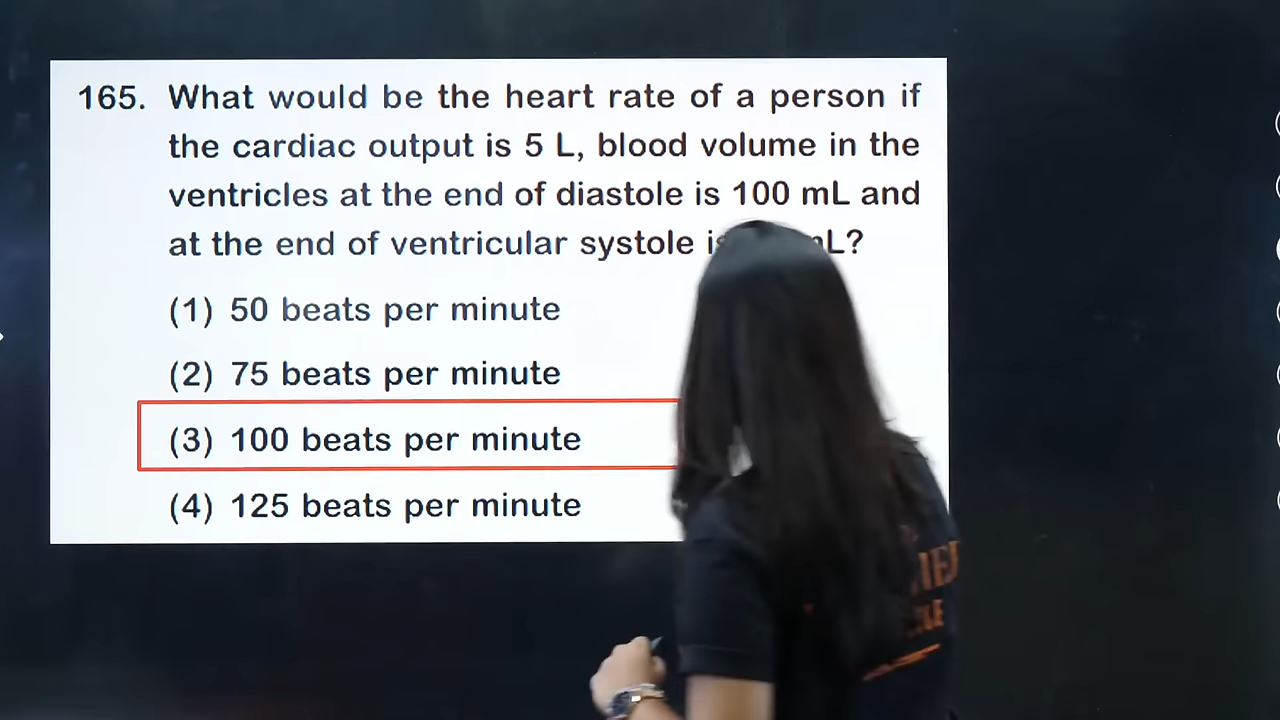 165. What would be the heart rate of a person if
the cardiac output is 5 L, blood volume in the
ventricles at the end of diastole is 100 mL and
at the end of ventricular systole mL?
(1) 50 beats per minute
(2) 75 beats per minute
(3) 100 beats per minute
(4) 125 beats per minute